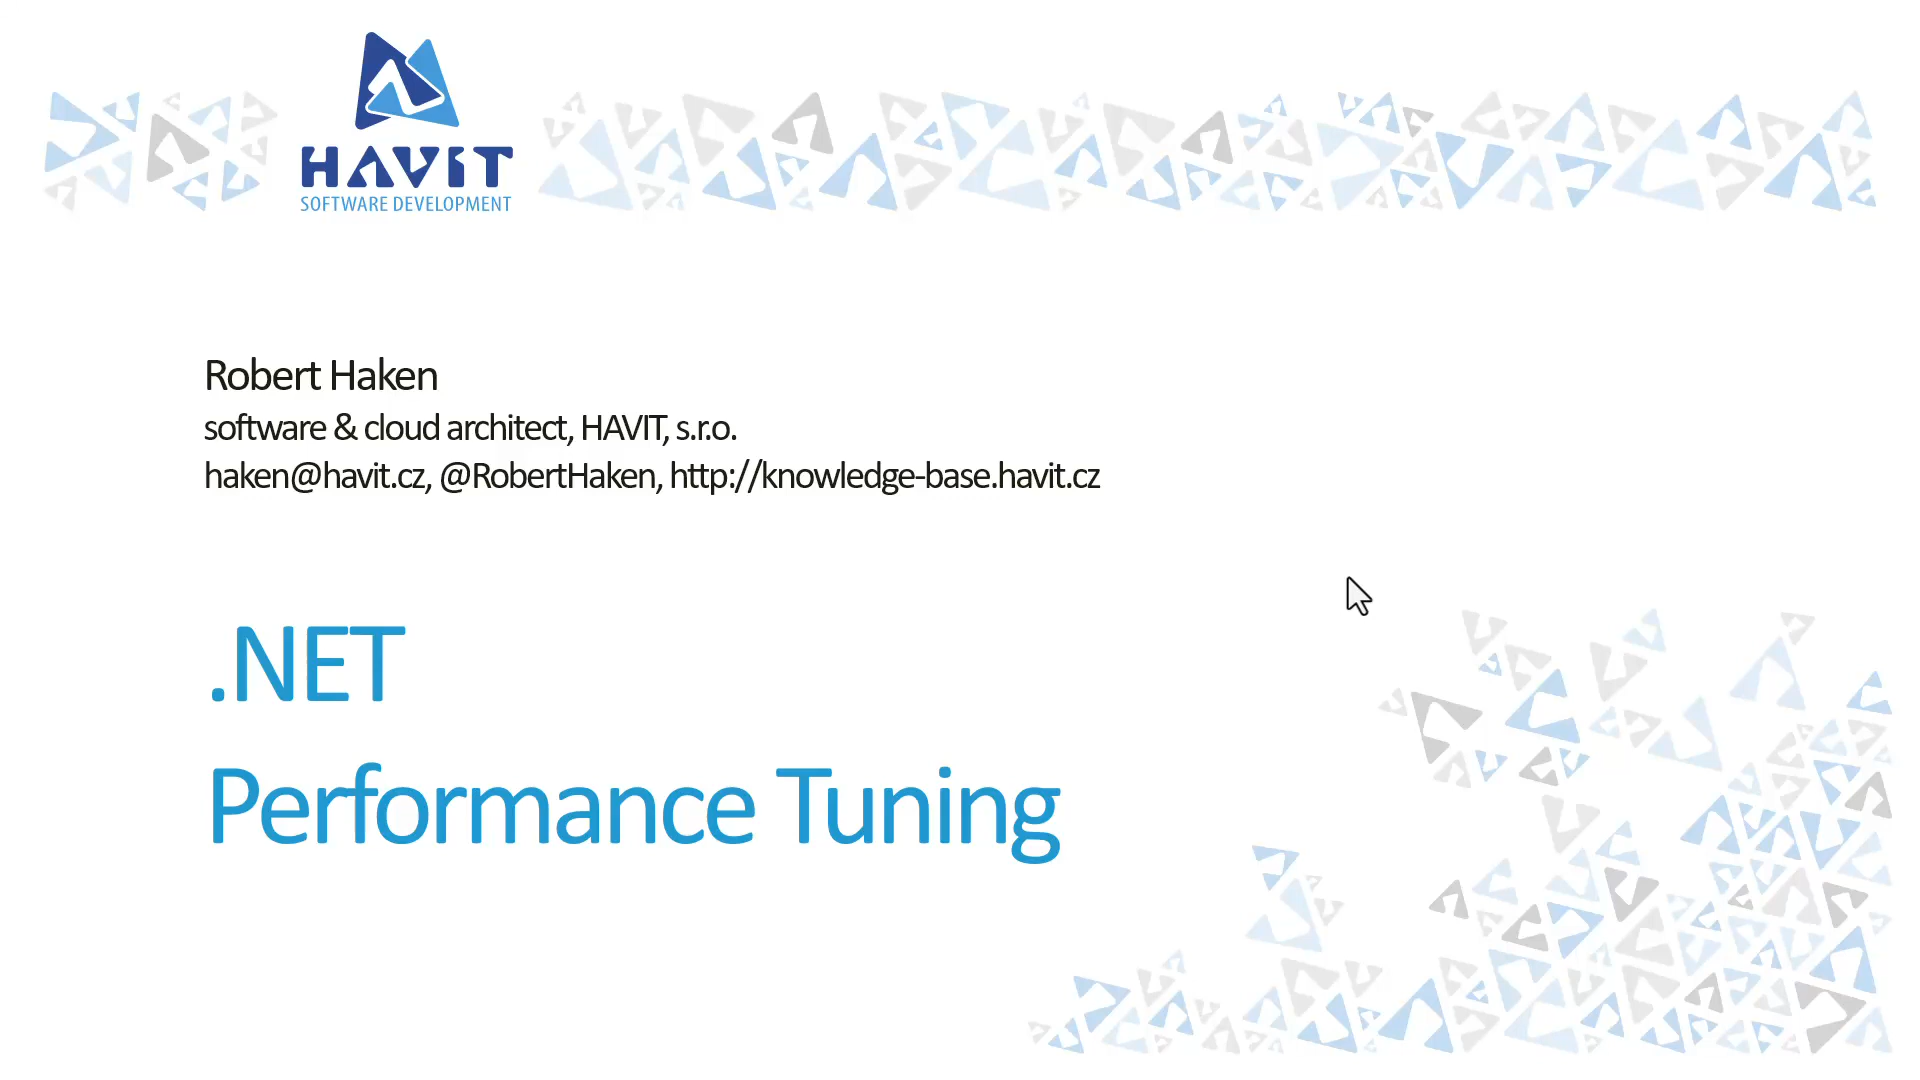 HAVIT
SOFTWARE DEVELOPMENT
Robert Haken
software & cloud architect, HAVIT, s.r.o.
haken@havit.cz, @RobertHaken, http://knowledge-base.havit.cz
.NET
Performance Tuning